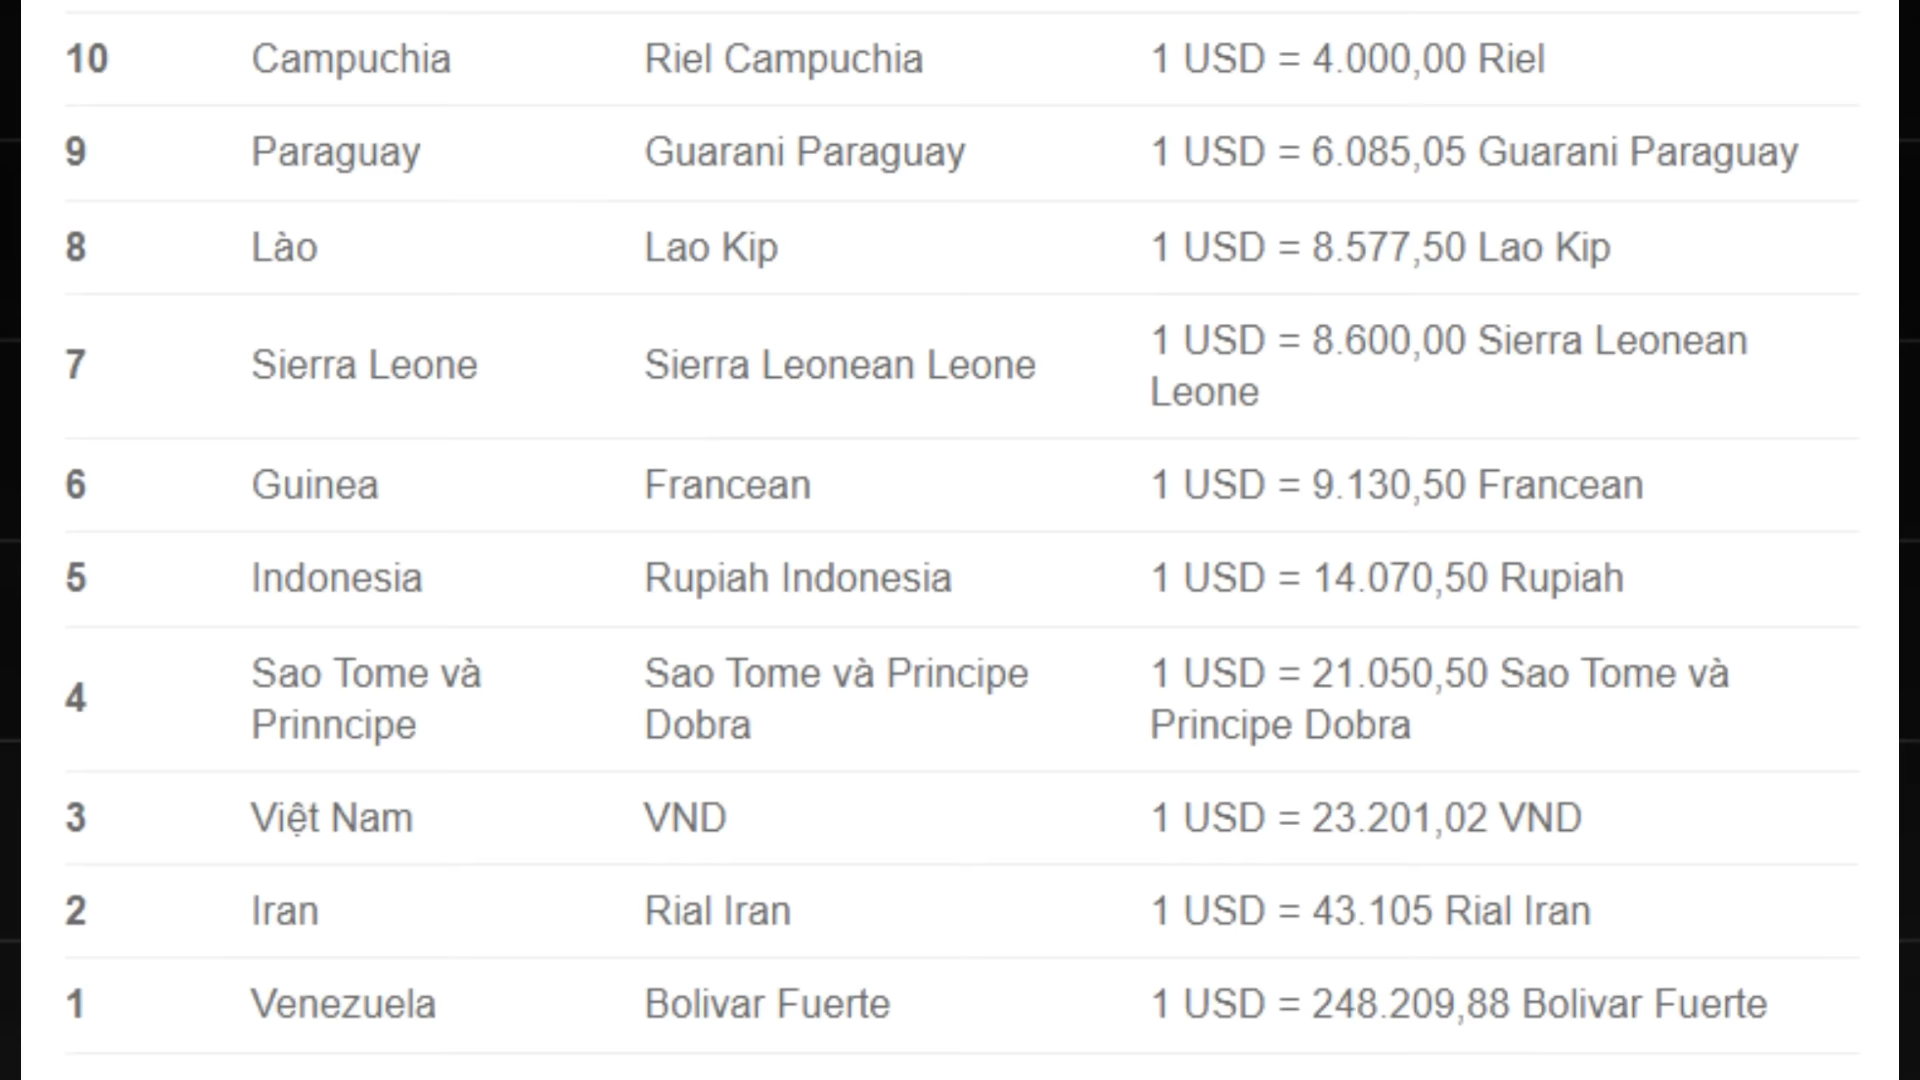 10 Campuchia Riel Campuchia 1 USD = 4.000,00 Riel
9 Paraguay Guarani Paraguay 1 USD = 6.085,05 Guarani Paraguay
8 Lào Lao Kip 1 USD = 8.577,50 Lao Kip
7 Sierra Leone Sierra Leonean Leone 1 USD = 8.600,00 Sierra Leonean
Leone
6 Guinea Francean 1 USD = 9.130,50 Francean
5 Indonesia Rupiah Indonesia 1 USD = 14.070,50 Rupiah
4 Sao Tome và Sao Tome và Principe 1 USD = 21.050,50 Sao Tome và
Prinncipe Dobra Principe Dobra
3 Việt Nam VND 1 USD = 23.201,02 VND
2 Iran Rial Iran 1 USD = 43.105 Rial Iran
1 Venezuela Bolivar Fuerte 1 USD = 248.209,88 Bolivar Fuerte